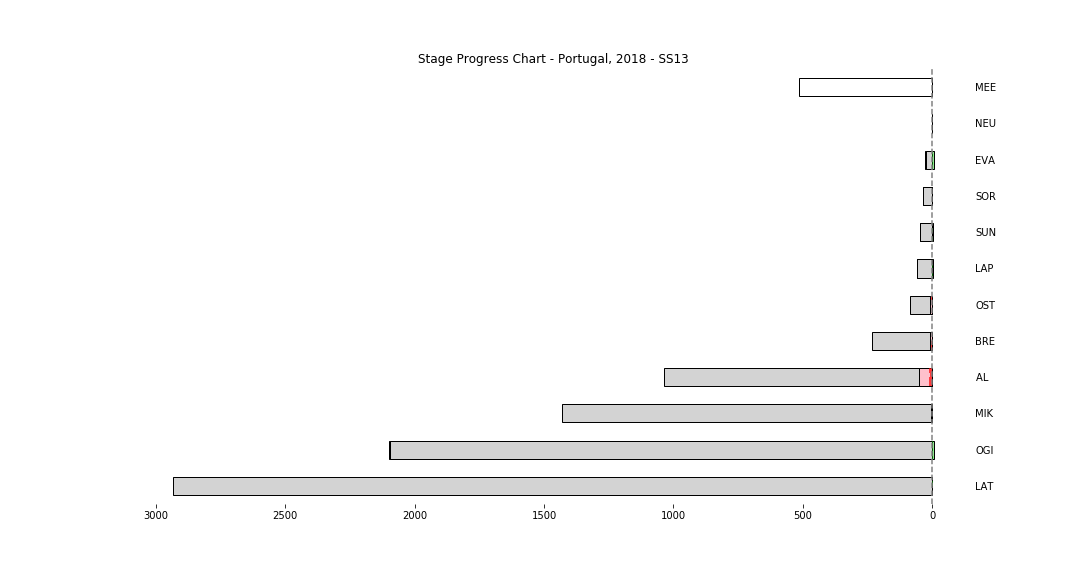 Stage Progress Chart - Portugal, 2018 - SS13
MEE
NEU
EVA
SOR
SUN
LAP
OST
BRE
AL
MIK
OGI
LAT
3000 2500 2000 1500 1000 500 0